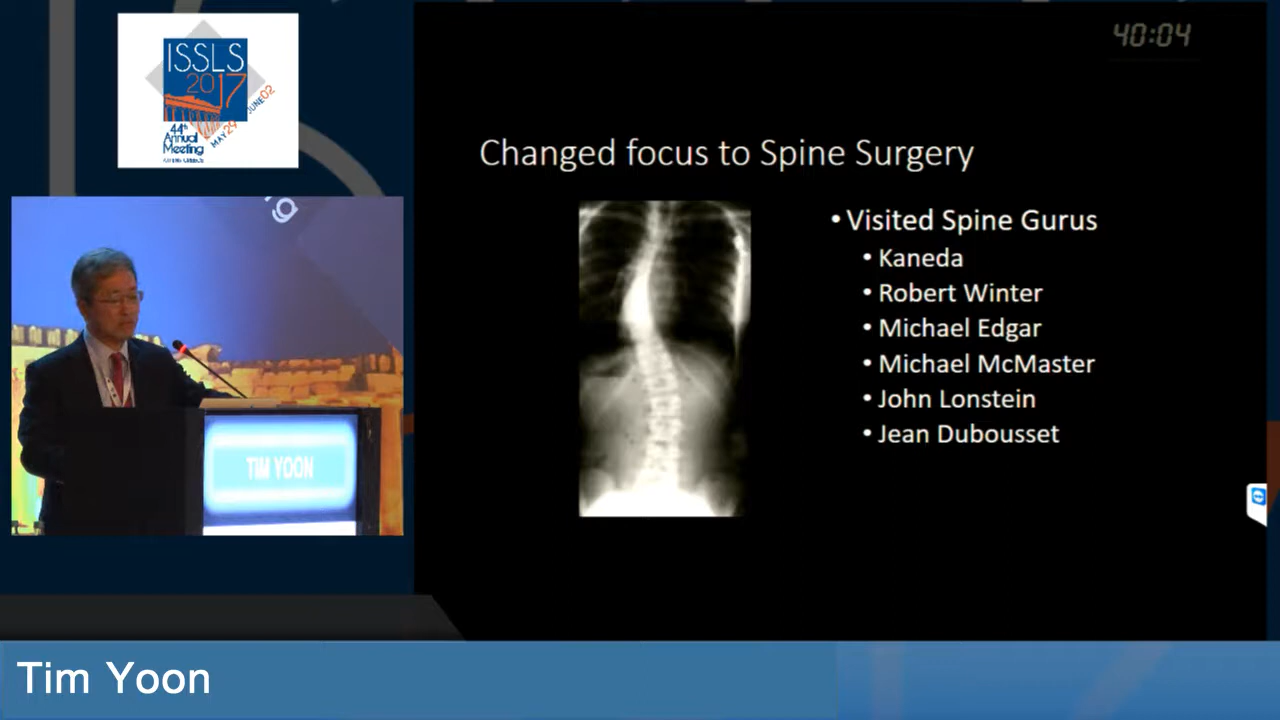 ISSLS
2017
44th
Annual
Meeting
MAY 29 JUNE 02
40:04
Changed focus to Spine Surgery
• Visited Spine Gurus
• Kaneda
• Robert Winter
• Michael Edgar
• Michael McMaster
• John Lonstein
• Jean Dubousset
g
TIM YOON
Tim Yoon